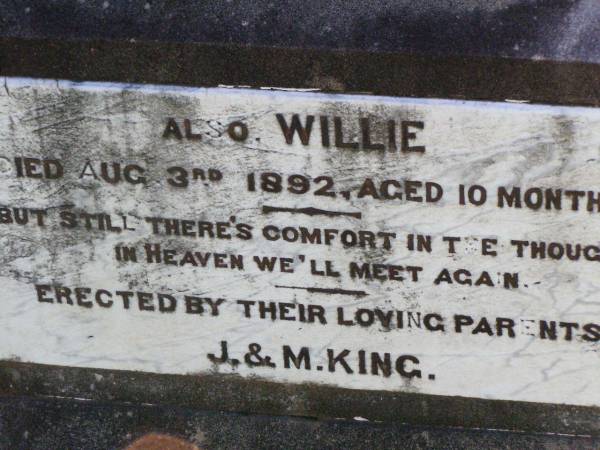 ALSO. WILLIE
DIED AUG 3RD 1892, AGED 10 MONTH
BUT STILL THERE'S COMFORT IN THE THOUG
IN HEAVEN WE'LL MEET AGAIN.
ERECTED BY THEIR LOVING PARENTS
J. & M. KING.